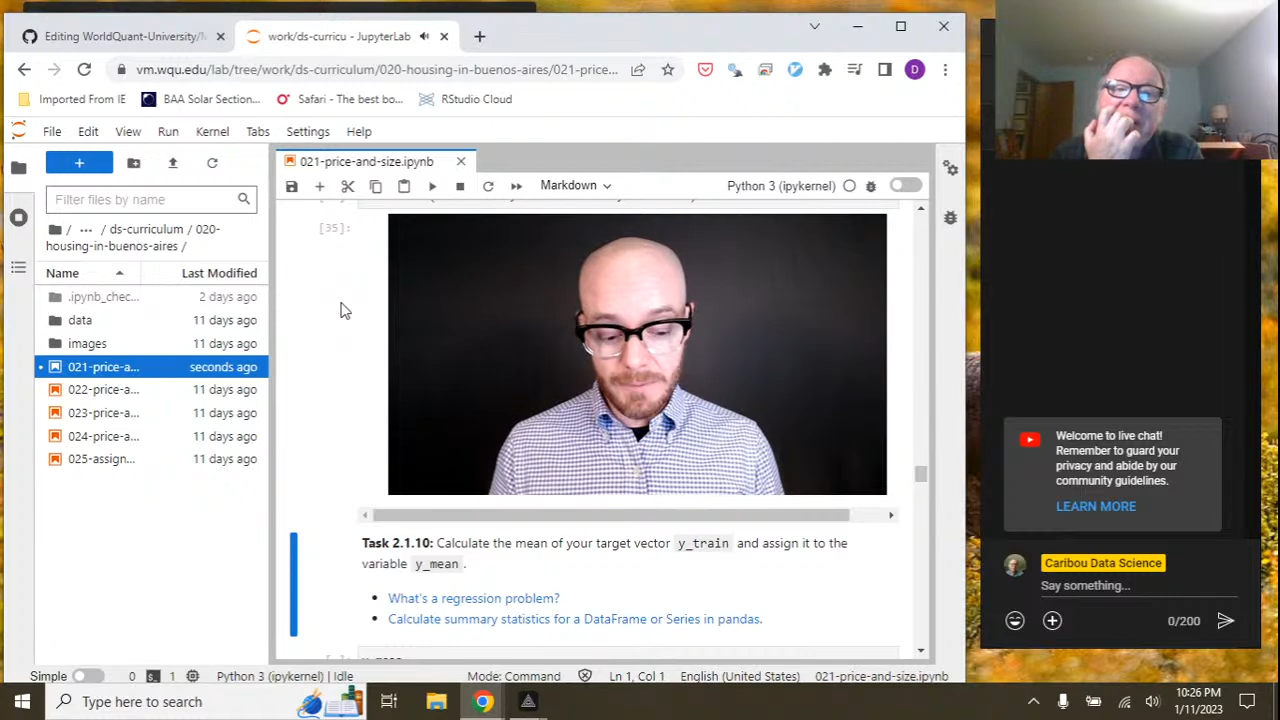 Editing WorldQuant-University/
work/ds-curricu - JupyterLab
vm.wqu.edu/lab/tree/work/ds-curriculum/020-housing-in-buenos-aires/021-price...
D
Imported From IE
BAA Solar Section...
Safari - The best bo...
RStudio Cloud
File Edit View Run Kernel Tabs Settings Help
021-price-and-size.ipynb
Markdown
Python 3 (ipykernel)
Filter files by name
/ ... / ds-curriculum / 020-
housing-in-buenos-aires /
Name Last Modified
.ipynb_chec... 2 days ago
data 11 days ago
images 11 days ago
021-price-a... seconds ago
022-price-a... 11 days ago
023-price-a... 11 days ago
024-price-a... 11 days ago
025-assign... 11 days ago
[35]:
Task 2.1.10: Calculate the mean of your target vector y_train and assign it to the
variable y_mean .
What's a regression problem?
Calculate summary statistics for a DataFrame or Series in pandas.
Simple 0 1 Python 3 (ipykernel) | Idle Mode: Command Ln 1, Col 1 English (United States) 021-price-and-size.ipynb
Welcome to live chat!
Remember to guard your
privacy and abide by our
community guidelines.
LEARN MORE
Caribou Data Science
Say something...
0/200
Type here to search
10:26 PM
1/11/2023